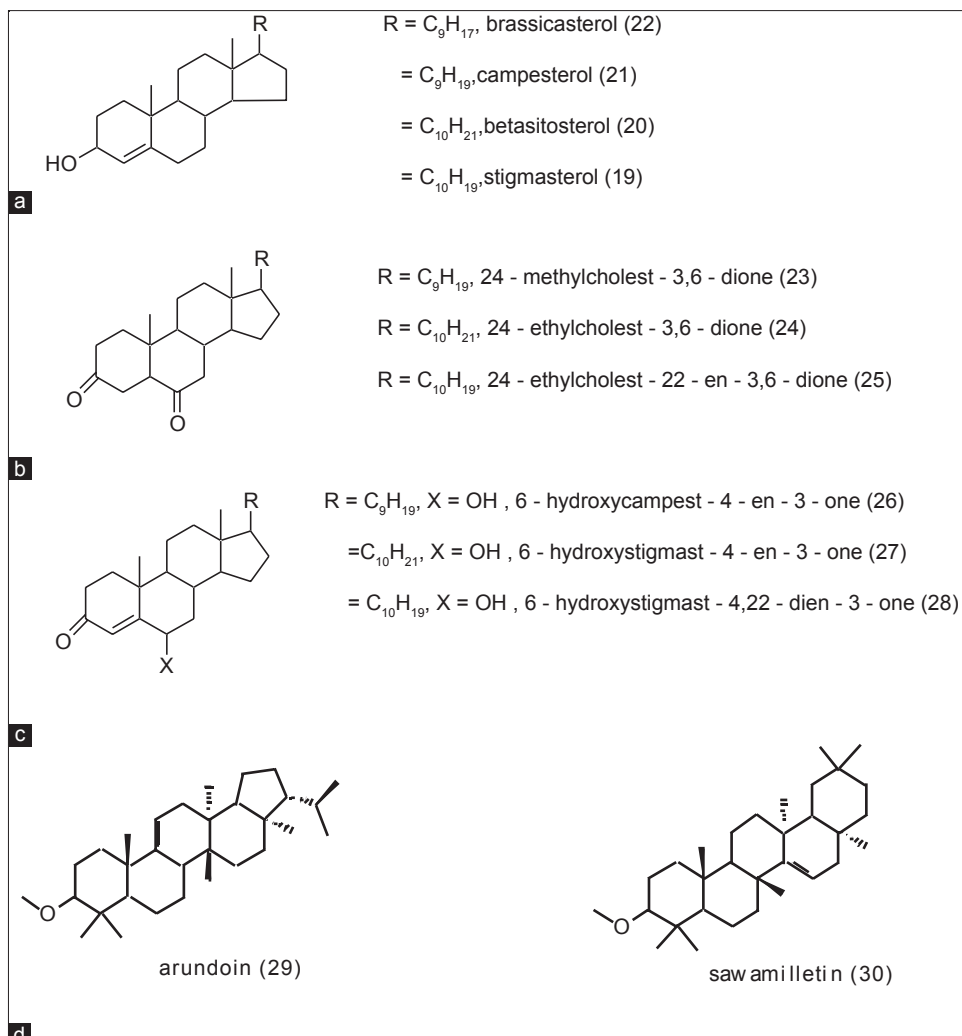 R
R = C₉H₁₇, brassicasterol (22)
= C₉H₁₉,campesterol (21)
= C₁₀H₂₁,betasitosterol (20)
HO
= C₁₀H₁₉,stigmasterol (19)
a
R
R = C₉H₁₉, 24 - methylcholest - 3,6 - dione (23)
R = C₁₀H₂₁, 24 - ethylcholest - 3,6 - dione (24)
R = C₁₀H₁₉, 24 - ethylcholest - 22 - en - 3,6 - dione (25)
O
O
b
R
R = C₉H₁₉, X = OH , 6 - hydroxycampest - 4 - en - 3 - one (26)
=C₁₀H₂₁, X = OH , 6 - hydroxystigmast - 4 - en - 3 - one (27)
= C₁₀H₁₉, X = OH , 6 - hydroxystigmast - 4,22 - dien - 3 - one (28)
O
X
c
O
O
arundoin (29)
sawamilletin (30)
d